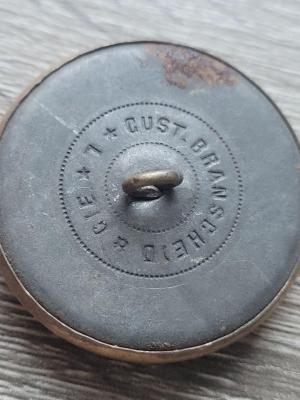 ★ GUST. BRANSCHEID & CIE ★ L